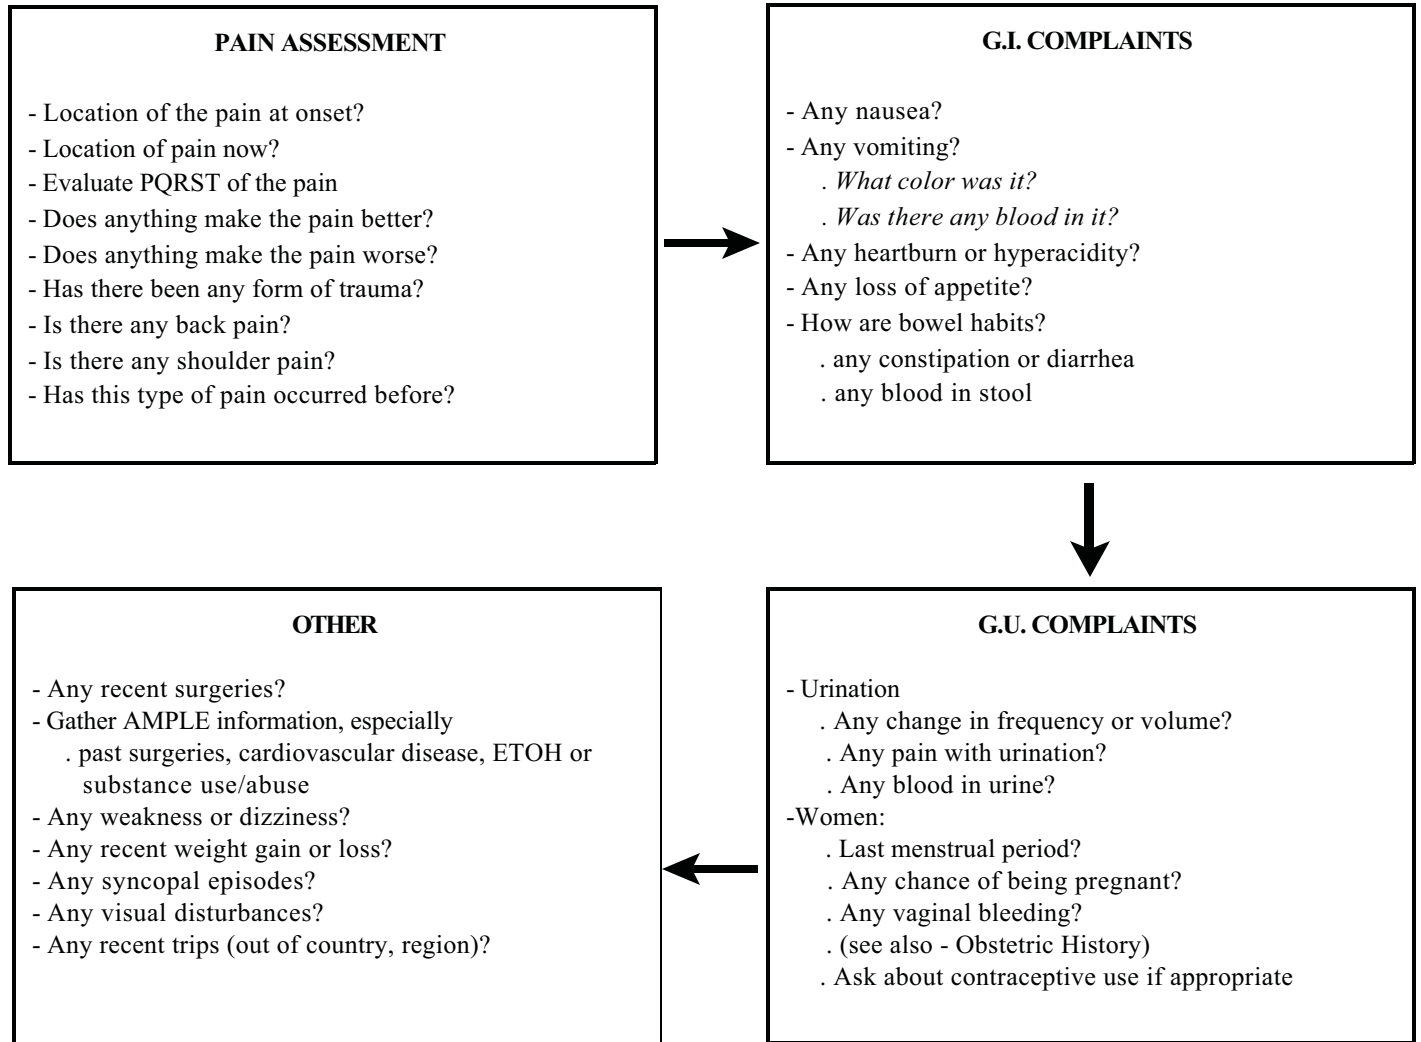 PAIN ASSESSMENT
- Location of the pain at onset?
- Location of pain now?
- Evaluate PQRST of the pain
- Does anything make the pain better?
- Does anything make the pain worse?
- Has there been any form of trauma?
- Is there any back pain?
- Is there any shoulder pain?
- Has this type of pain occurred before?
G.I. COMPLAINTS
- Any nausea?
- Any vomiting?
. What color was it?
. Was there any blood in it?
- Any heartburn or hyperacidity?
- Any loss of appetite?
- How are bowel habits?
. any constipation or diarrhea
. any blood in stool
G.U. COMPLAINTS
- Urination
. Any change in frequency or volume?
. Any pain with urination?
. Any blood in urine?
-Women:
. Last menstrual period?
. Any chance of being pregnant?
. Any vaginal bleeding?
. (see also - Obstetric History)
. Ask about contraceptive use if appropriate
OTHER
- Any recent surgeries?
- Gather AMPLE information, especially
. past surgeries, cardiovascular disease, ETOH or
substance use/abuse
- Any weakness or dizziness?
- Any recent weight gain or loss?
- Any syncopal episodes?
- Any visual disturbances?
- Any recent trips (out of country, region)?